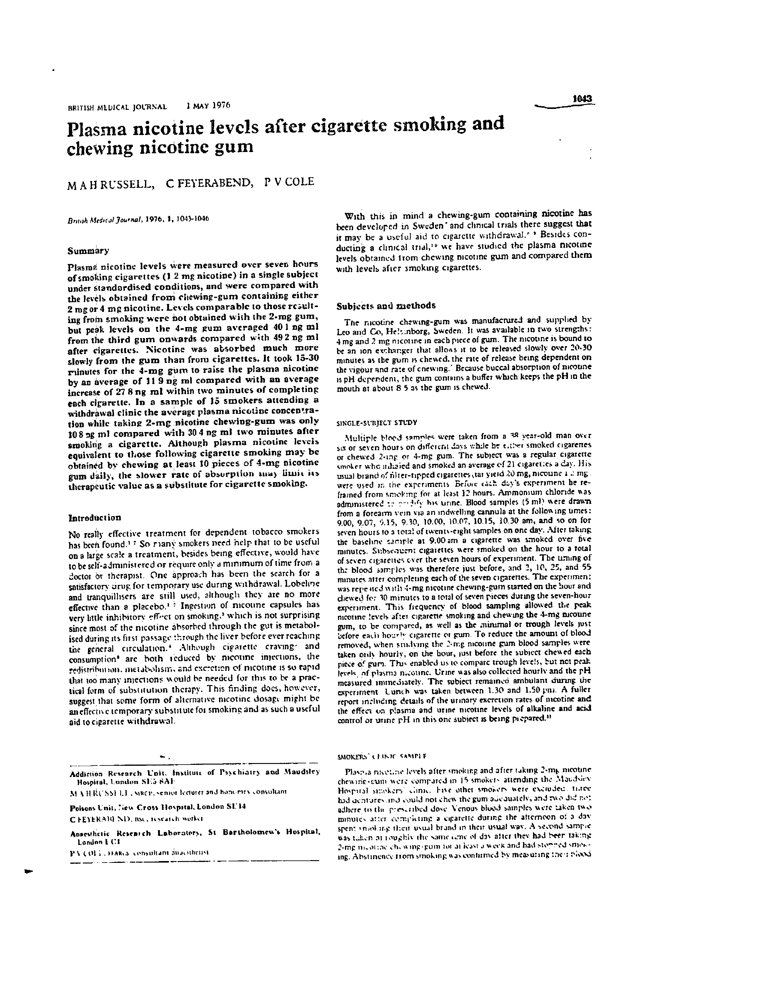 BRITISH MEDICAL JOURNAL 1 MAY 1976
1043
Plasma nicotine levels after cigarette smoking and
chewing nicotine gum
M A H RUSSELL, C FEYERABEND, P V COLE
British Medical Journal, 1976, 1, 1043-1046
Summary
Plasma nicotine levels were measured over seven hours
of smoking cigarettes (1 2 mg nicotine) in a single subject
under standardised conditions, and were compared with
the levels obtained from chewing-gum containing either
2 mg or 4 mg nicotine. Levels comparable to those result-
ing from smoking were not obtained with the 2-mg gum,
but peak levels on the 4-mg gum averaged 40 1 ng ml
from the third gum onwards compared with 49 2 ng ml
after cigarettes. Nicotine was absorbed much more
slowly from the gum than from cigarettes. It took 15-30
minutes for the 4-mg gum to raise the plasma nicotine
by an average of 11 9 ng ml compared with an average
increase of 27 8 ng ml within two minutes of completing
each cigarette. In a sample of 15 smokers attending a
withdrawal clinic the average plasma nicotine concentra-
tion while taking 2-mg nicotine chewing-gum was only
10 8 ng ml compared with 30 4 ng ml two minutes after
smoking a cigarette. Although plasma nicotine levels
equivalent to those following cigarette smoking may be
obtained by chewing at least 10 pieces of 4-mg nicotine
gum daily, the slower rate of absorption may limit its
therapeutic value as a substitute for cigarette smoking.
Introduction
No really effective treatment for dependent tobacco smokers
has been found. So many smokers need help that to be useful
on a large scale a treatment, besides being effective, would have
to be self-administered or require only a minimum of time from a
doctor or therapist. One approach has been the search for a
satisfactory drug for temporary use during withdrawal. Lobeline
and tranquillisers are still used, although they are no more
effective than a placebo. Ingestion of nicotine capsules has
very little inhibitory effect on smoking, which is not surprising
since most of the nicotine absorbed through the gut is metabol-
ised during its first passage through the liver before ever reaching
the general circulation. Although cigarette craving and
consumption are both reduced by nicotine injections, the
redistribution, metabolism, and excretion of nicotine is so rapid
that too many injections would be needed for this to be a prac-
tical form of substitution therapy. This finding does, however,
suggest that some form of alternative nicotine dosage might be
an effective temporary substitute for smoking and as such a useful
aid to cigarette withdrawal.
Addiction Research Unit, Institute of Psychiatry and Maudsley
Hospital, London SE5 8AF
M A H RUSSELL, senior lecturer and honorary consultant
Poisons Unit, New Cross Hospital, London SE14
C FEYERABEND, research worker
Anaesthetic Research Laboratory, St Bartholomew's Hospital,
London EC1
P V COLE, consultant anaesthetist
With this in mind a chewing-gum containing nicotine has
been developed in Sweden and clinical trials there suggest that
it may be a useful aid to cigarette withdrawal. Besides con-
ducting a clinical trial, we have studied the plasma nicotine
levels obtained from chewing nicotine gum and compared them
with levels after smoking cigarettes.
Subjects and methods
The nicotine chewing-gum was manufactured and supplied by
Leo and Co, Helsinborg, Sweden. It was available in two strengths:
4 mg and 2 mg nicotine in each piece of gum. The nicotine is bound to
be an ion exchanger that allows it to be released slowly over 20-30
minutes as the gum is chewed, the rate of release being dependent on
the vigour and rate of chewing. Because buccal absorption of nicotine
is pH dependent, the gum contains a buffer which keeps the pH in the
mouth at about 8 5 as the gum is chewed.
SINGLE-SUBJECT STUDY
Multiple blood samples were taken from a 38 year-old man over
six or seven hours on different days while he either smoked cigarettes
or chewed 2-mg or 4-mg gum. The subject was a regular cigarette
smoker who inhaled and smoked an average of 21 cigarettes a day. His
usual brand of filter-tipped cigarettes (tar yield 20 mg, nicotine 1 2 mg
were used in the experiments Before each day's experiment he re-
frained from smoking for at least 12 hours. Ammonium chloride was
administered to acidify his urine. Blood samples (5 ml) were drawn
from a forearm vein via an indwelling cannula at the following times:
9.00, 9.07, 9.15, 9.30, 10.00, 10.07, 10.15, 10.30 am, and so on for
seven hours to a total of twenty-eight samples on one day. After taking
the baseline sample at 9.00 am a cigarette was smoked over five
minutes. Subsequent cigarettes were smoked on the hour to a total
of seven cigarettes over the seven hours of experiment. The timing of
the blood samples was therefore just before, and 2, 10, 25, and 55
minutes after completing each of the seven cigarettes. The experiment
was repeated with 4-mg nicotine chewing-gum started on the hour and
chewed for 30 minutes to a total of seven pieces during the seven-hour
experiment. This frequency of blood sampling allowed the peak
nicotine levels after cigarette smoking and chewing the 4-mg nicotine
gum, to be compared, as well as the minimal or trough levels just
before each hourly cigarette or gum. To reduce the amount of blood
removed, when studying the 2-mg nicotine gum blood samples were
taken only hourly, on the hour, just before the subject chewed each
piece of gum. This enabled us to compare trough levels, but not peak
levels, of plasma nicotine. Urine was also collected hourly and the pH
measured immediately. The subject remained ambulant during the
experiment Lunch was taken between 1.30 and 1.50 pm. A fuller
report including details of the urinary excretion rates of nicotine and
the effect on plasma and urine nicotine levels of alkaline and acid
control or urine pH in this one subject is being prepared.
SMOKERS' CLINIC SAMPLE
Plasma nicotine levels after smoking and after taking 2-mg nicotine
chewing-gum were compared in 15 smokers attending the Maudsley
Hospital smokers' clinic. Five other smokers were excluded: three
had dentures and could not chew the gum adequately, and two did not
adhere to the prescribed dose Venous blood samples were taken two
minutes after completing a cigarette during the afternoon of a day
spent smoking their usual brand in their usual way. A second sample
was taken at roughly the same time of day after they had been taking
2-mg nicotine chewing-gum for at least a week and had stopped smok-
ing. Abstinence from smoking was confirmed by measuring their blood